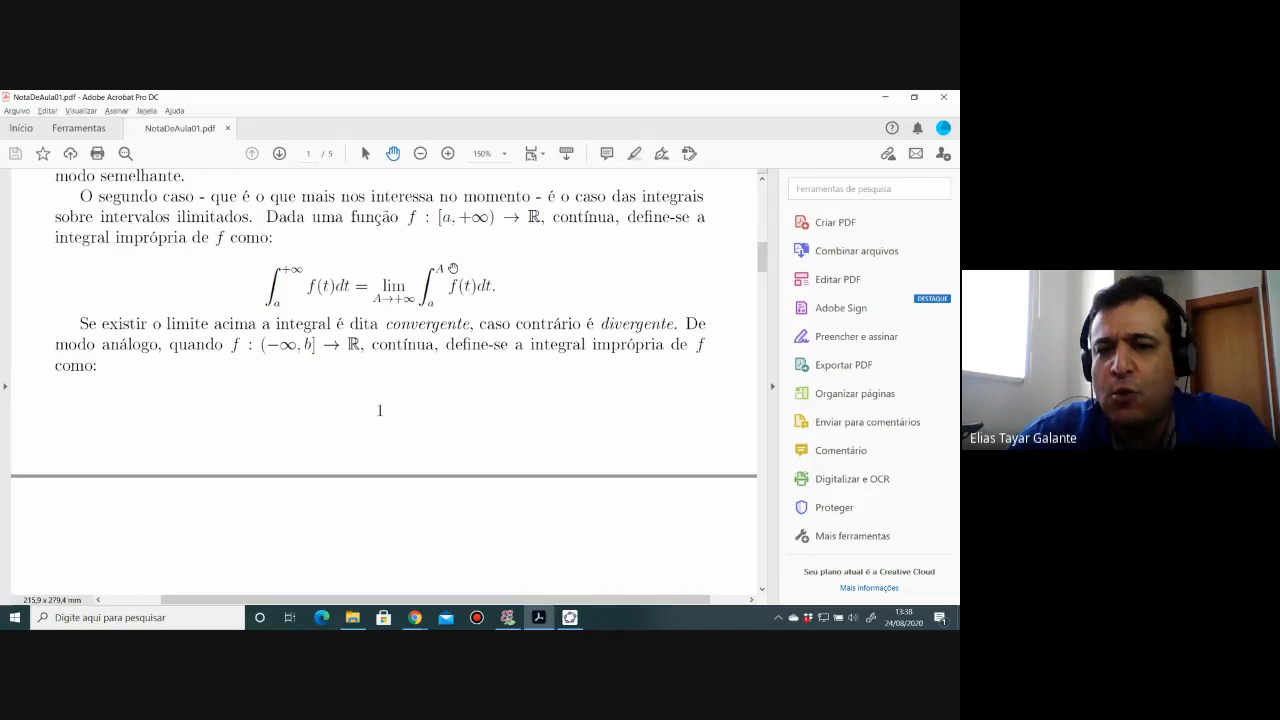 NotaDeAula01.pdf - Adobe Acrobat Pro DC
Arquivo Editar Visualizar Assinar Janela Ajuda
Início Ferramentas NotaDeAula01.pdf ×
1 / 5 150%
modo semelhante.
O segundo caso - que é o que mais nos interessa no momento - é o caso das integrais
sobre intervalos ilimitados. Dada uma função f : [a, +∞) → ℝ, contínua, define-se a
integral imprópria de f como:
∫_a^{+∞} f(t)dt = lim_{A→+∞} ∫_a^A f(t)dt.
Se existir o limite acima a integral é dita convergente, caso contrário é divergente. De
modo análogo, quando f : (−∞, b] → ℝ, contínua, define-se a integral imprópria de f
como:
1
215,9 x 279,4 mm
Ferramentas de pesquisa
Criar PDF
Combinar arquivos
Editar PDF
DESTAQUE
Adobe Sign
Preencher e assinar
Exportar PDF
Organizar páginas
Enviar para comentários
Comentário
Digitalizar e OCR
Proteger
Mais ferramentas
Seu plano atual é a Creative Cloud
Mais informações
Elias Tayar Galante
Digite aqui para pesquisar
13:38
24/08/2020
1